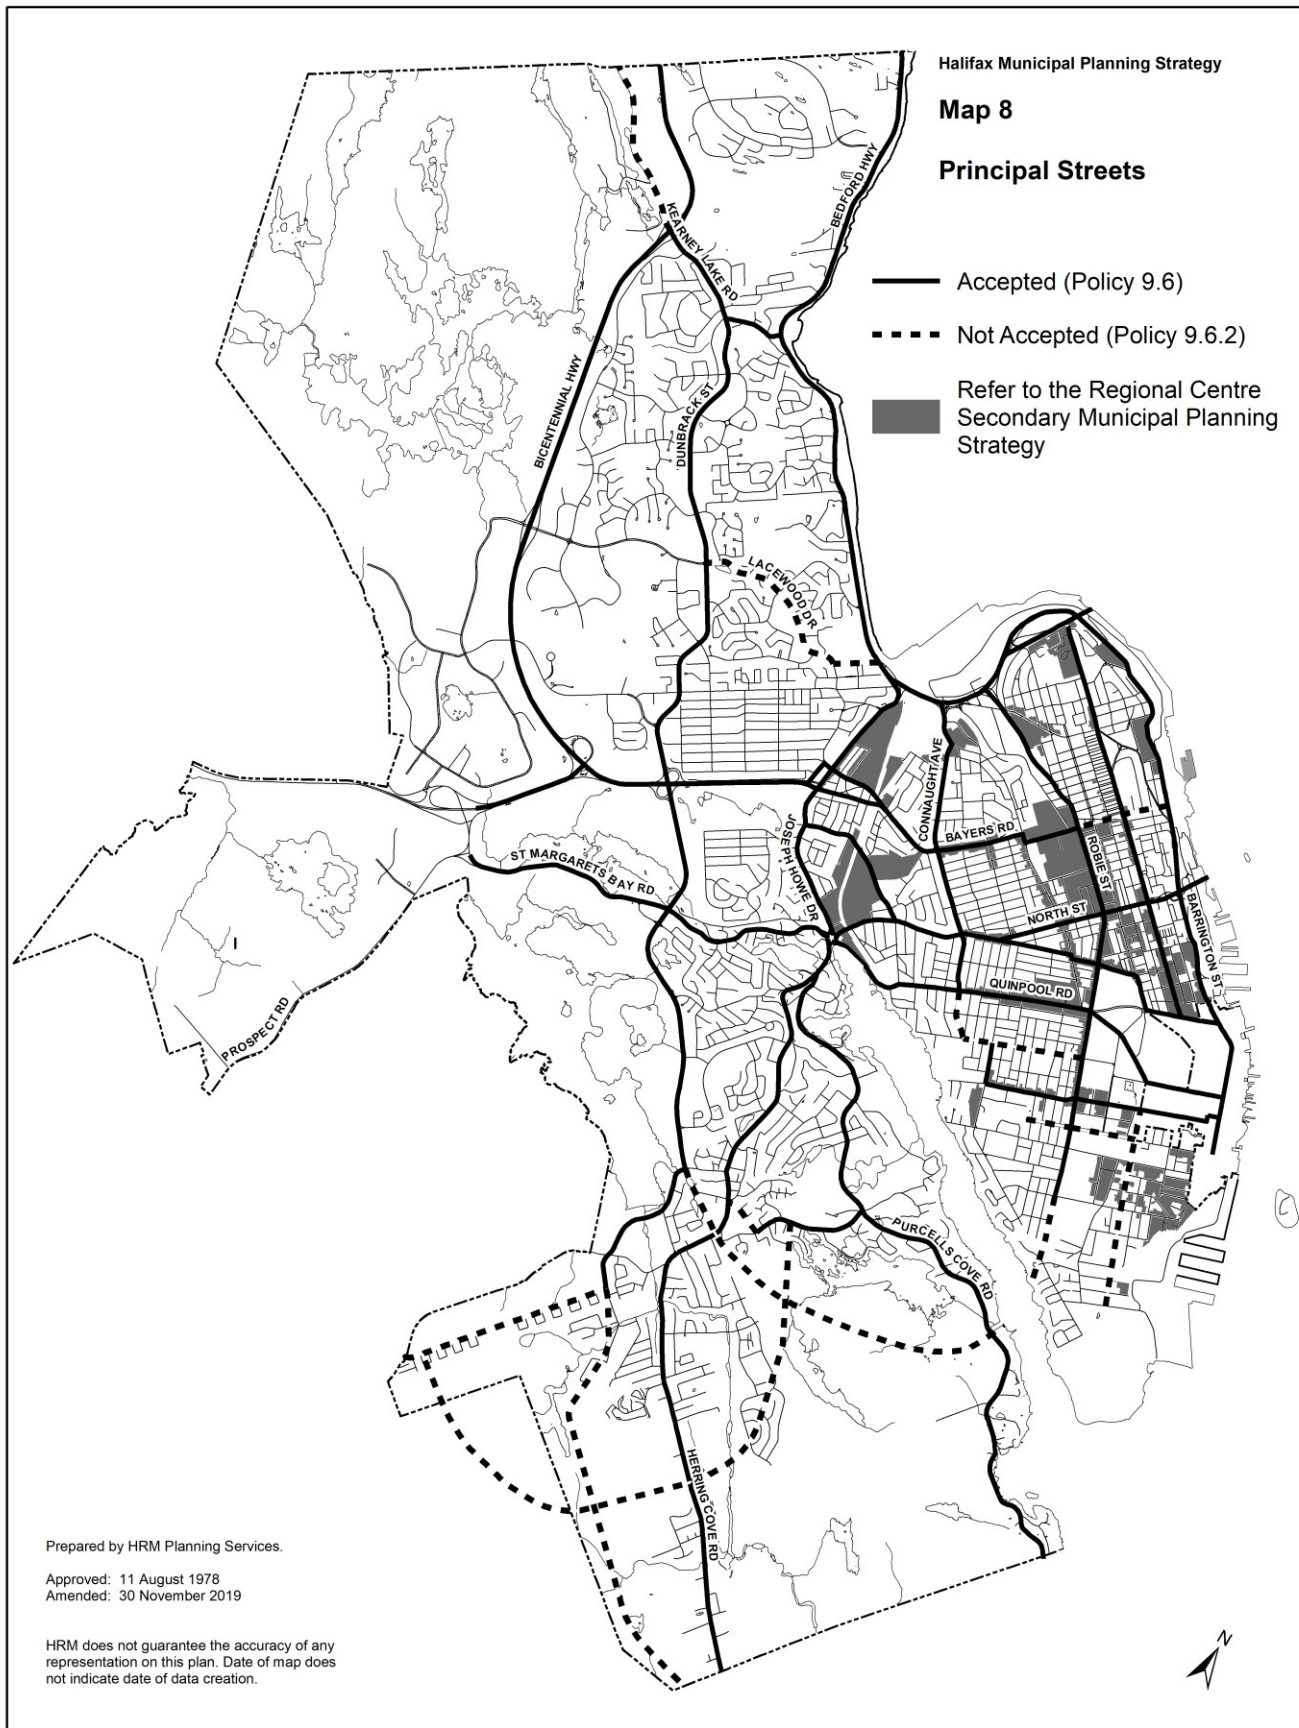 Halifax Municipal Planning Strategy
Map 8
Principal Streets
Accepted (Policy 9.6)
Not Accepted (Policy 9.6.2)
Refer to the Regional Centre
Secondary Municipal Planning
Strategy
BEDFORD HWY
KEARNEY LAKE RD
BICENTENNIAL HWY
DUNBRACK ST
LACEWOOD DR
CONNAUGHT AVE
BAYERS RD
JOSEPH HOWE DR
ROBIE ST
ST MARGARETS BAY RD
NORTH ST
BARRINGTON ST
QUINPOOL RD
PROSPECT RD
PURCELLS COVE RD
HERRING COVE RD
Prepared by HRM Planning Services.
Approved: 11 August 1978
Amended: 30 November 2019
HRM does not guarantee the accuracy of any
representation on this plan. Date of map does
not indicate date of data creation.
N